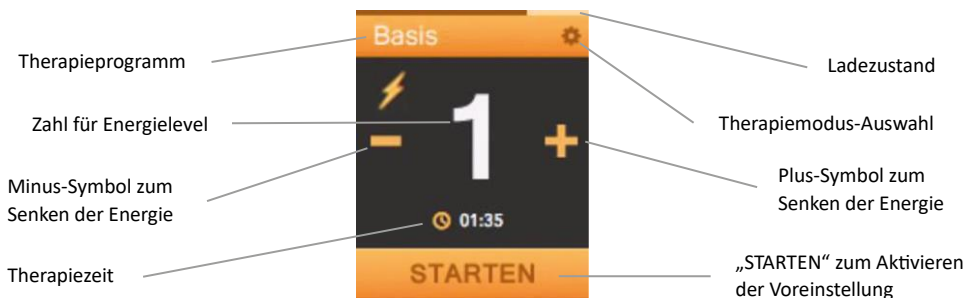 Therapieprogramm
Zahl für Energielevel
Minus-Symbol zum
Senken der Energie
Therapiezeit
Basis
1
01:35
STARTEN
Ladezustand
Therapiemodus-Auswahl
Plus-Symbol zum
Senken der Energie
„STARTEN“ zum Aktivieren
der Voreinstellung